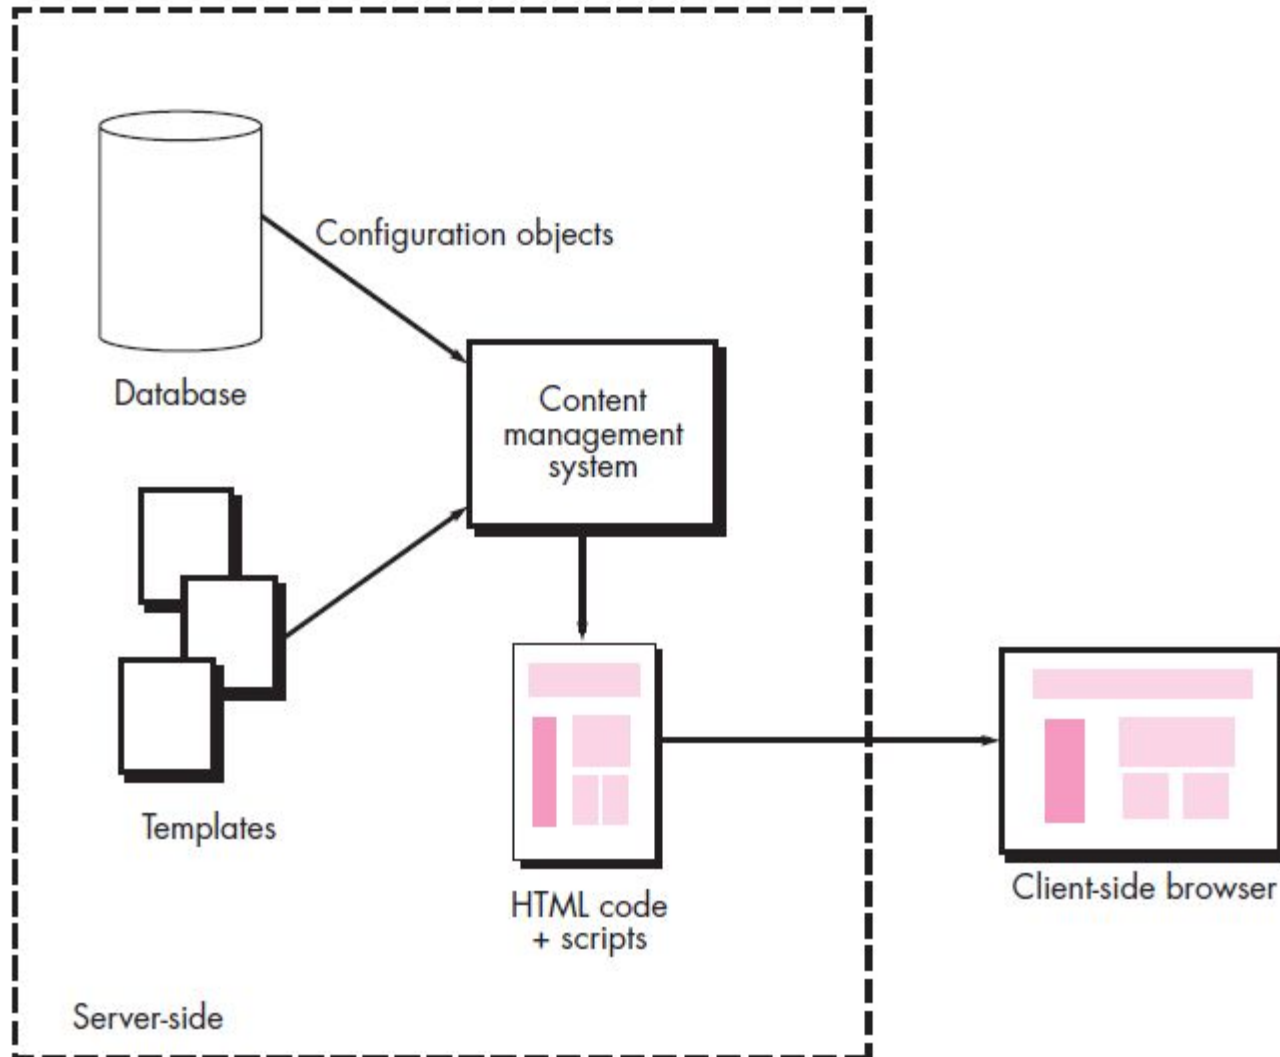 Configuration objects
Database
Content
management
system
Templates
HTML code
+ scripts
Client-side browser
Server-side